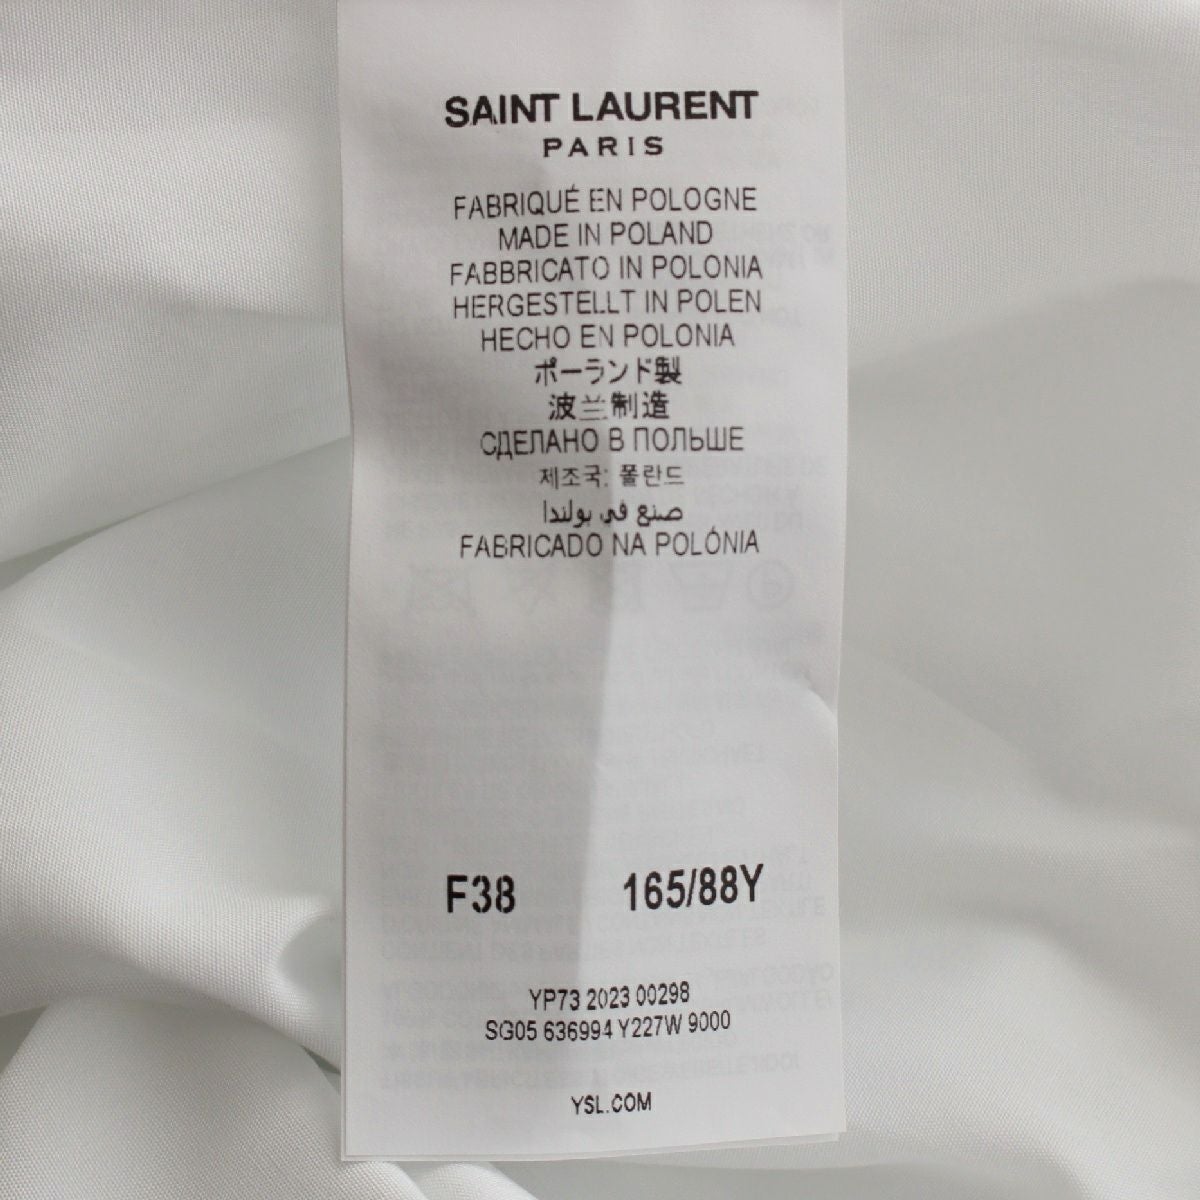 SAINT LAURENT
PARIS
FABRIQUÉ EN POLOGNE
MADE IN POLAND
FABBRICATO IN POLONIA
HERGESTELLT IN POLEN
HECHO EN POLONIA
ポーランド製
波兰制造
СДЕЛАНО В ПОЛЬШЕ
제조국: 폴란드
صنع في بولندا
FABRICADO NA POLÓNIA
F38 165/88Y
YP73 2023 00298
SG05 636994 Y227W 9000
YSL.COM